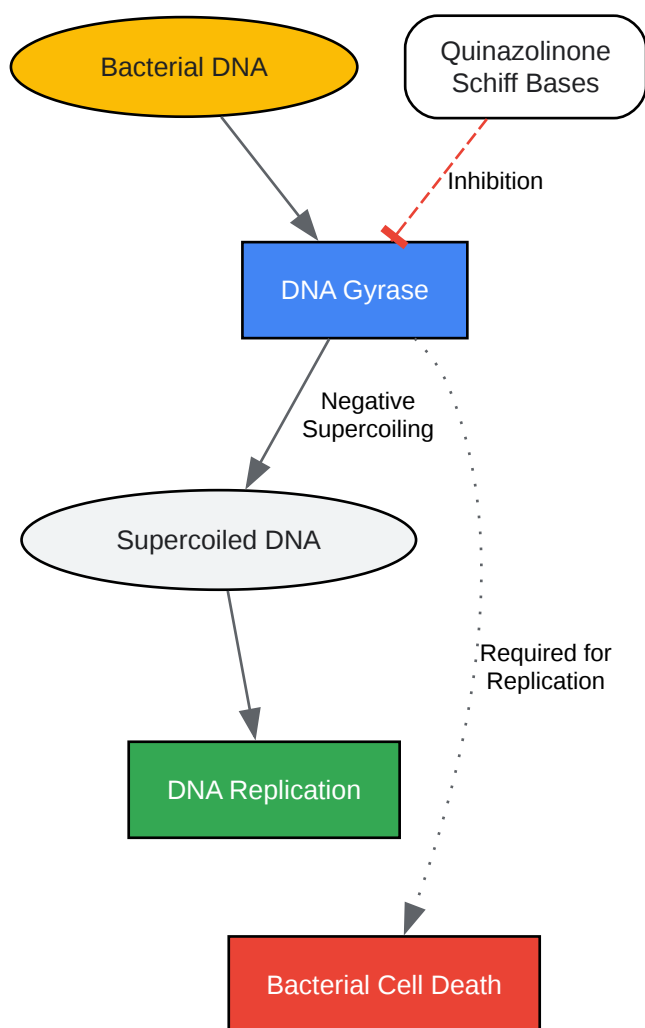 Bacterial DNA
Quinazolinone
Schiff Bases
Inhibition
DNA Gyrase
Negative
Supercoiling
Supercoiled DNA
Required for
Replication
DNA Replication
Bacterial Cell Death